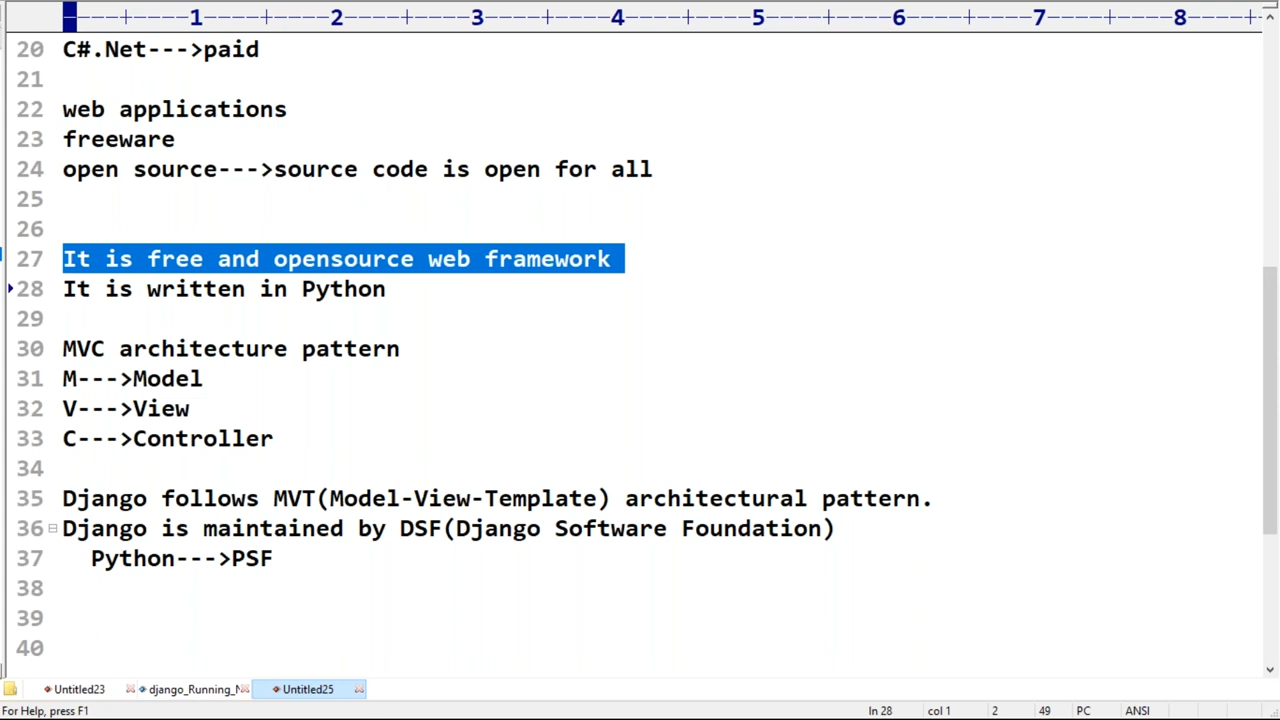 1 2 3 4 5 6 7 8
20 C#.Net--->paid
21
22 web applications
23 freeware
24 open source--->source code is open for all
25
26
27 It is free and opensource web framework
28 It is written in Python
29
30 MVC architecture pattern
31 M--->Model
32 V--->View
33 C--->Controller
34
35 Django follows MVT(Model-View-Template) architectural pattern.
36 Django is maintained by DSF(Django Software Foundation)
37 Python--->PSF
38
39
40
Untitled23 django_Running_N Untitled25
For Help, press F1 ln 28 col 1 2 49 PC ANSI